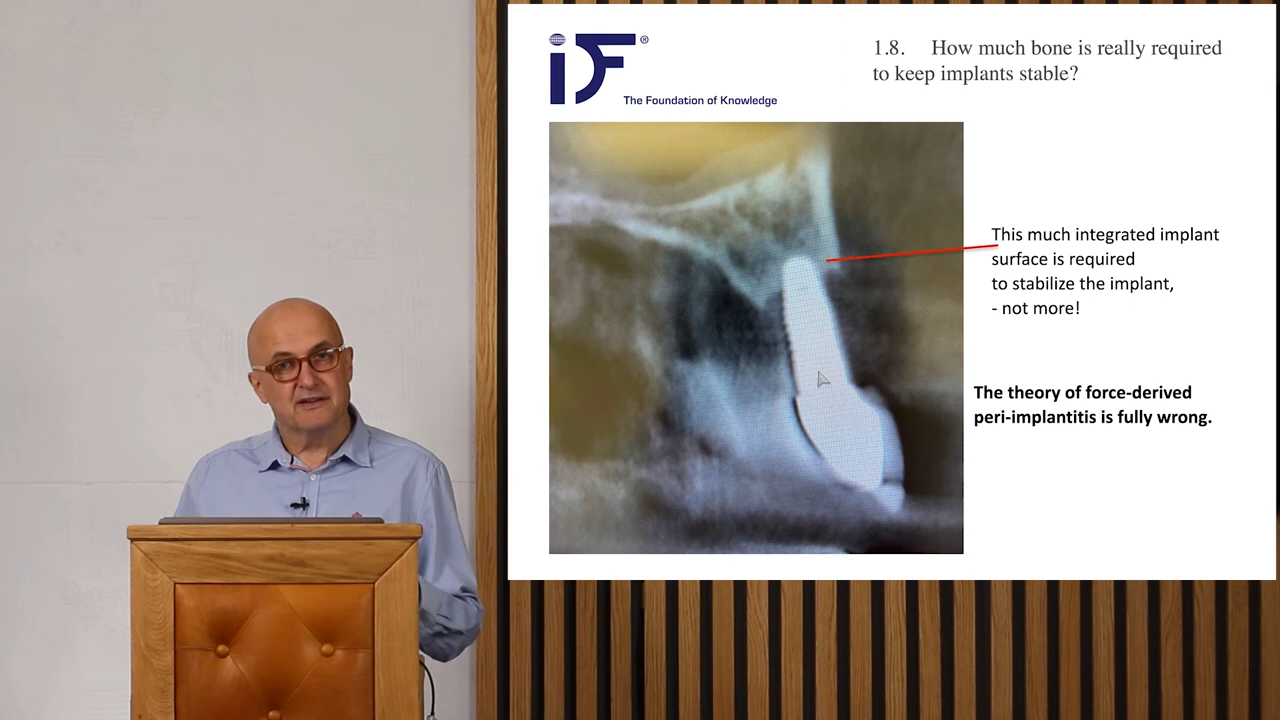 iF ®
The Foundation of Knowledge
1.8. How much bone is really required
to keep implants stable?
This much integrated implant
surface is required
to stabilize the implant,
- not more!
The theory of force-derived
peri-implantitis is fully wrong.